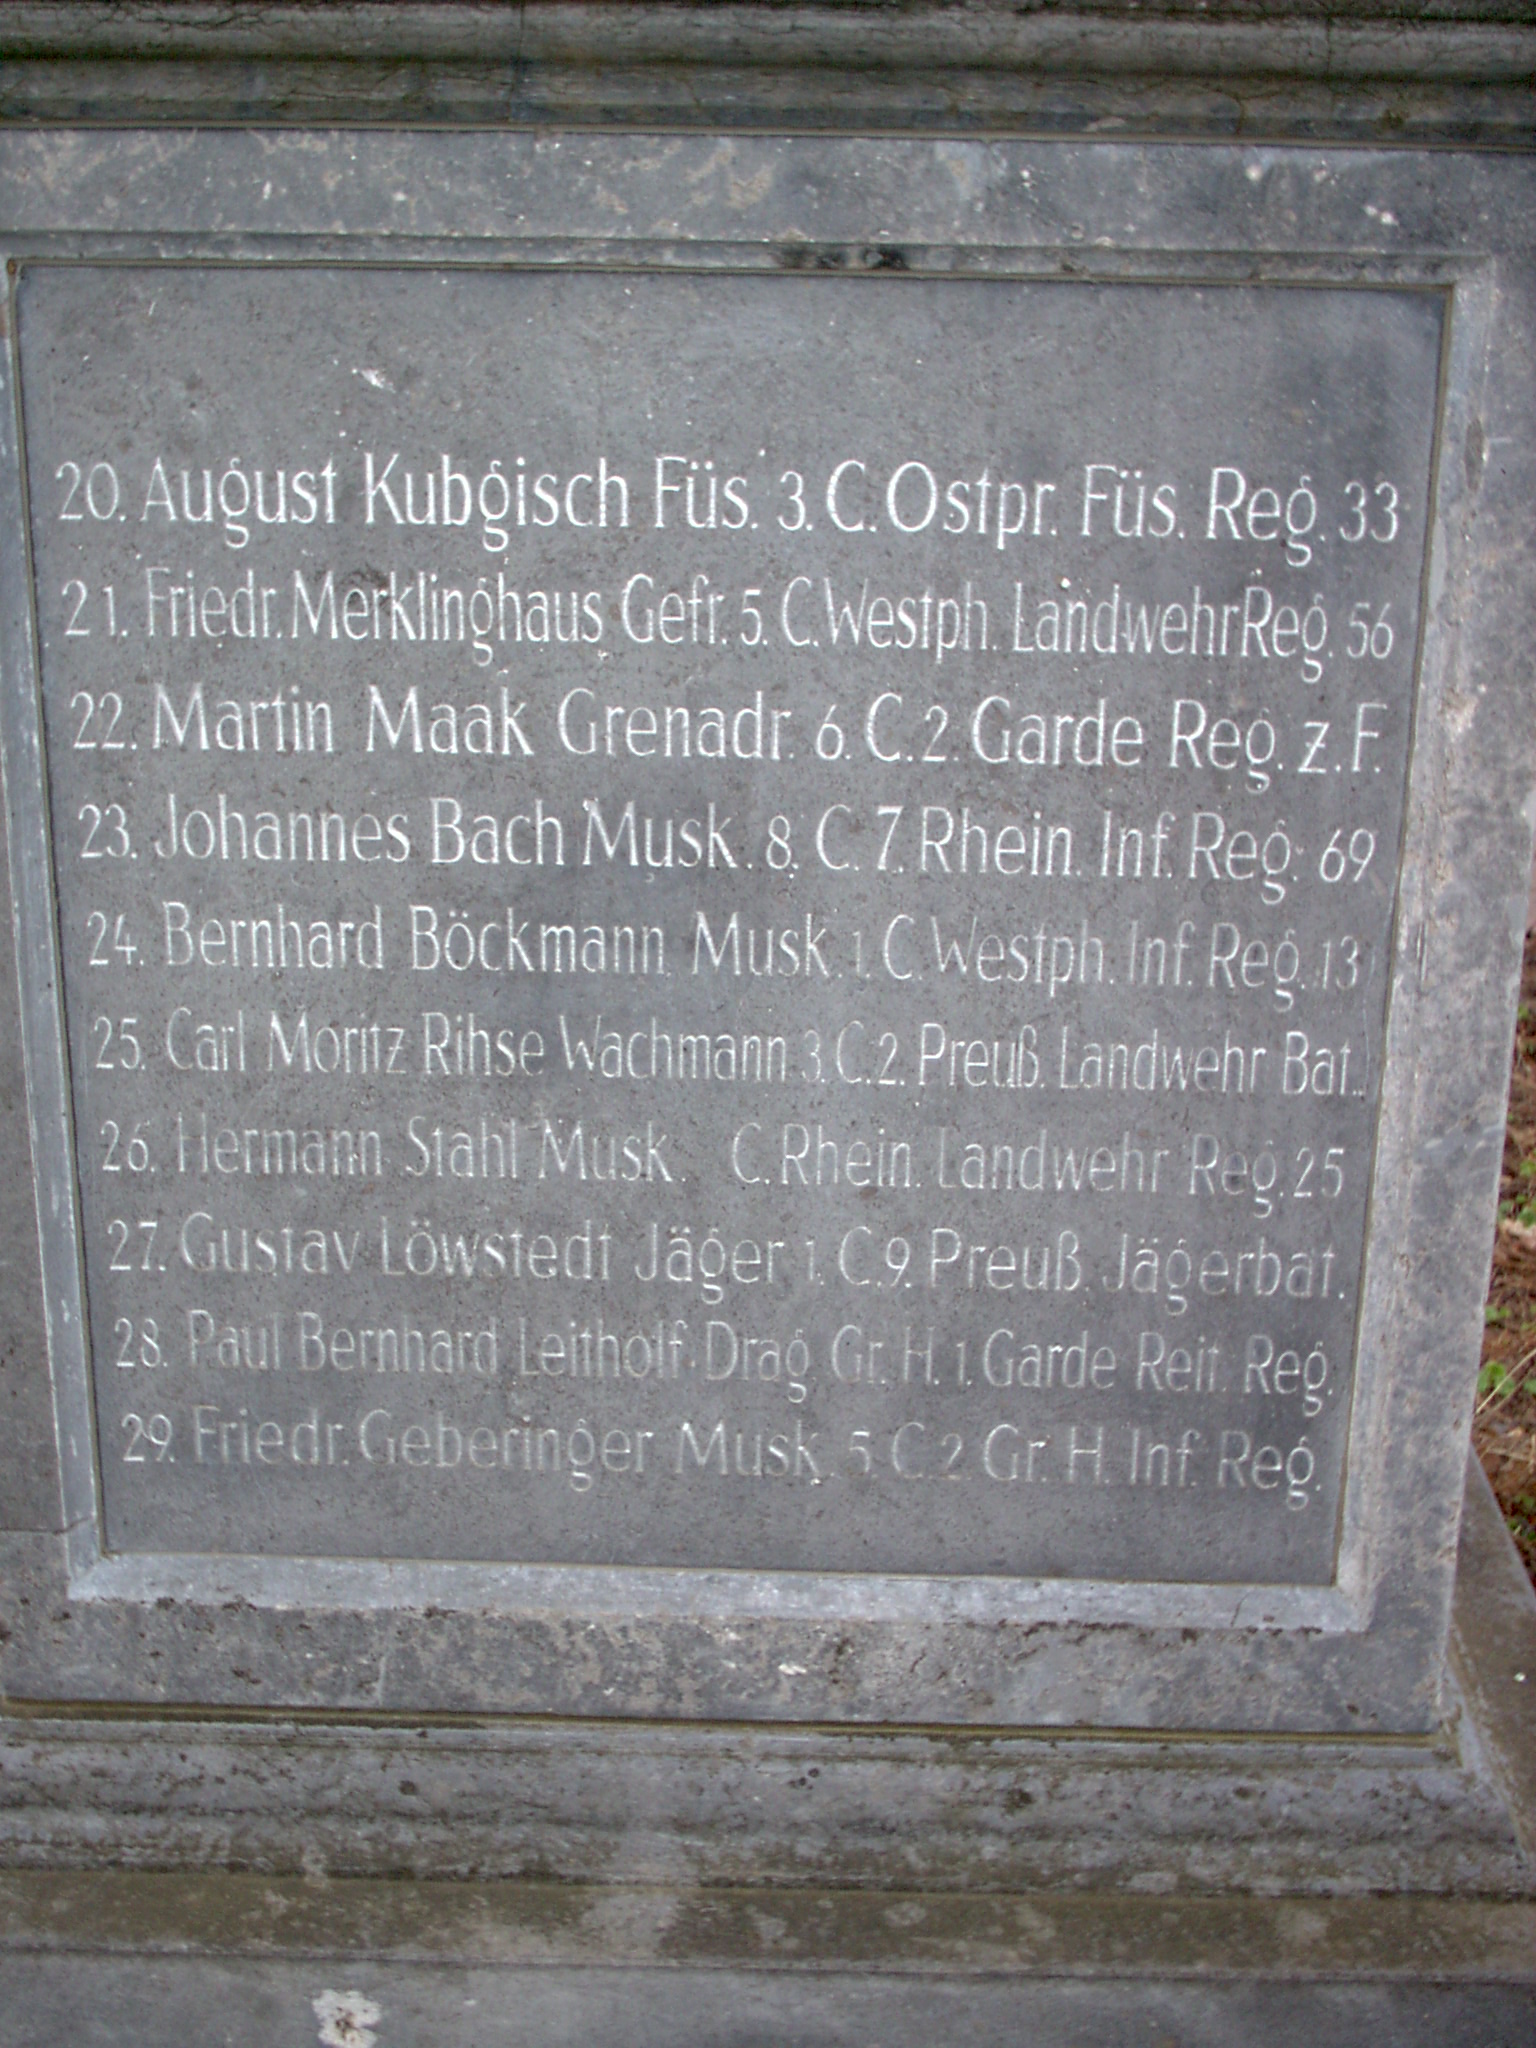 20. August Kubgisch Füs. 3. C. Ostpr. Füs. Reg. 33
21. Friedr. Merklinghaus Gefr. 5. C. Westph. Landwehr Reg. 56
22. Martin Maak Grenadr. 6. C. 2. Garde Reg. z. F.
23. Johannes Bach Musk. 8. C. 7. Rhein. Inf. Reg. 69
24. Bernhard Böckmann Musk. 1. C. Westph. Inf. Reg. 13
25. Carl Moritz Rihse Wachmann 3. C. 2. Preuß. Landwehr Bat.
26. Hermann Stahl Musk. C. Rhein. Landwehr Reg. 25
27. Gustav Löwstedt Jäger 1. C. 9. Preuß. Jägerbat.
28. Paul Bernhard Leitholf Drag. Gr. H. 1. Garde Reit. Reg.
29. Friedr. Geberinger Musk. 5. C. 2 Gr. H. Inf. Reg.